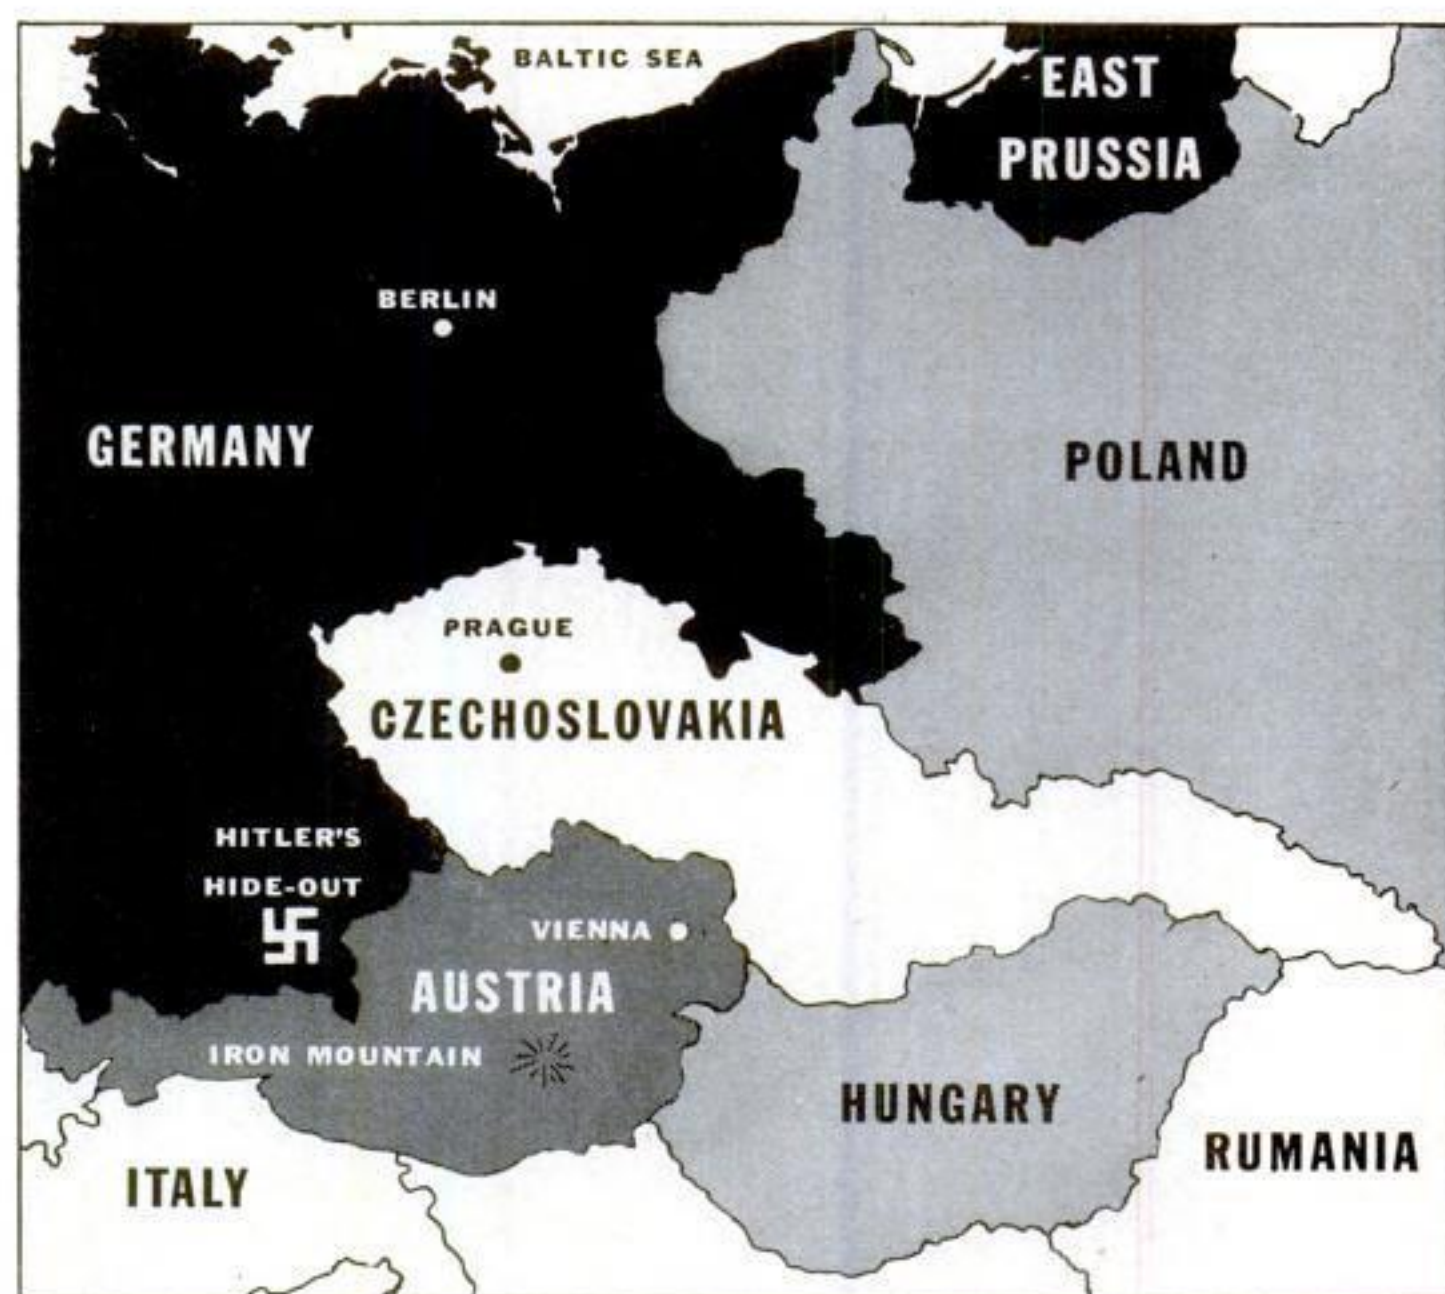 BALTIC SEA
EAST
PRUSSIA
BERLIN
GERMANY
POLAND
PRAGUE
CZECHOSLOVAKIA
HITLER'S
HIDE-OUT
VIENNA
AUSTRIA
IRON MOUNTAIN
HUNGARY
RUMANIA
ITALY